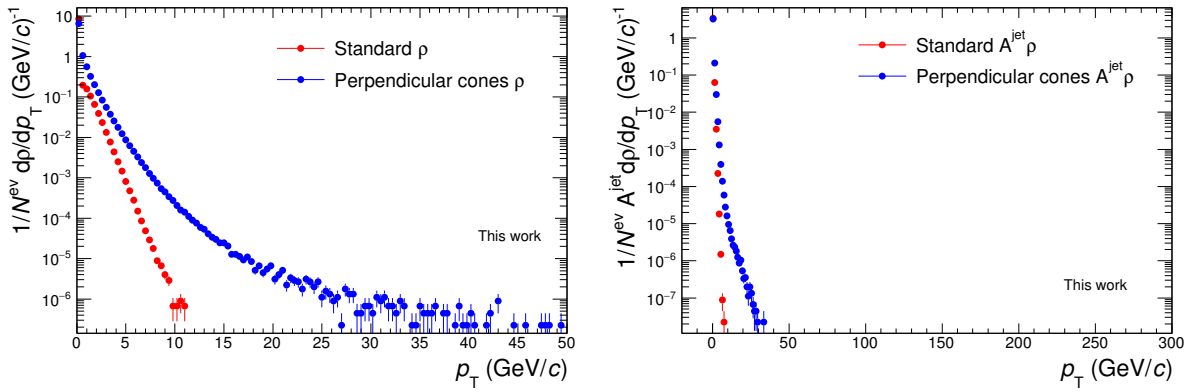 1/N^ev dρ/dp_T (GeV/c)^-1
10
1
10^−1
10^−2
10^−3
10^−4
10^−5
10^−6
Standard ρ
Perpendicular cones ρ
This work
0 5 10 15 20 25 30 35 40 45 50
p_T (GeV/c)
1/N^ev A^jet dρ/dp_T (GeV/c)^-1
10
1
10^−1
10^−2
10^−3
10^−4
10^−5
10^−6
10^−7
Standard A^jet ρ
Perpendicular cones A^jet ρ
This work
0 50 100 150 200 250 300
p_T (GeV/c)